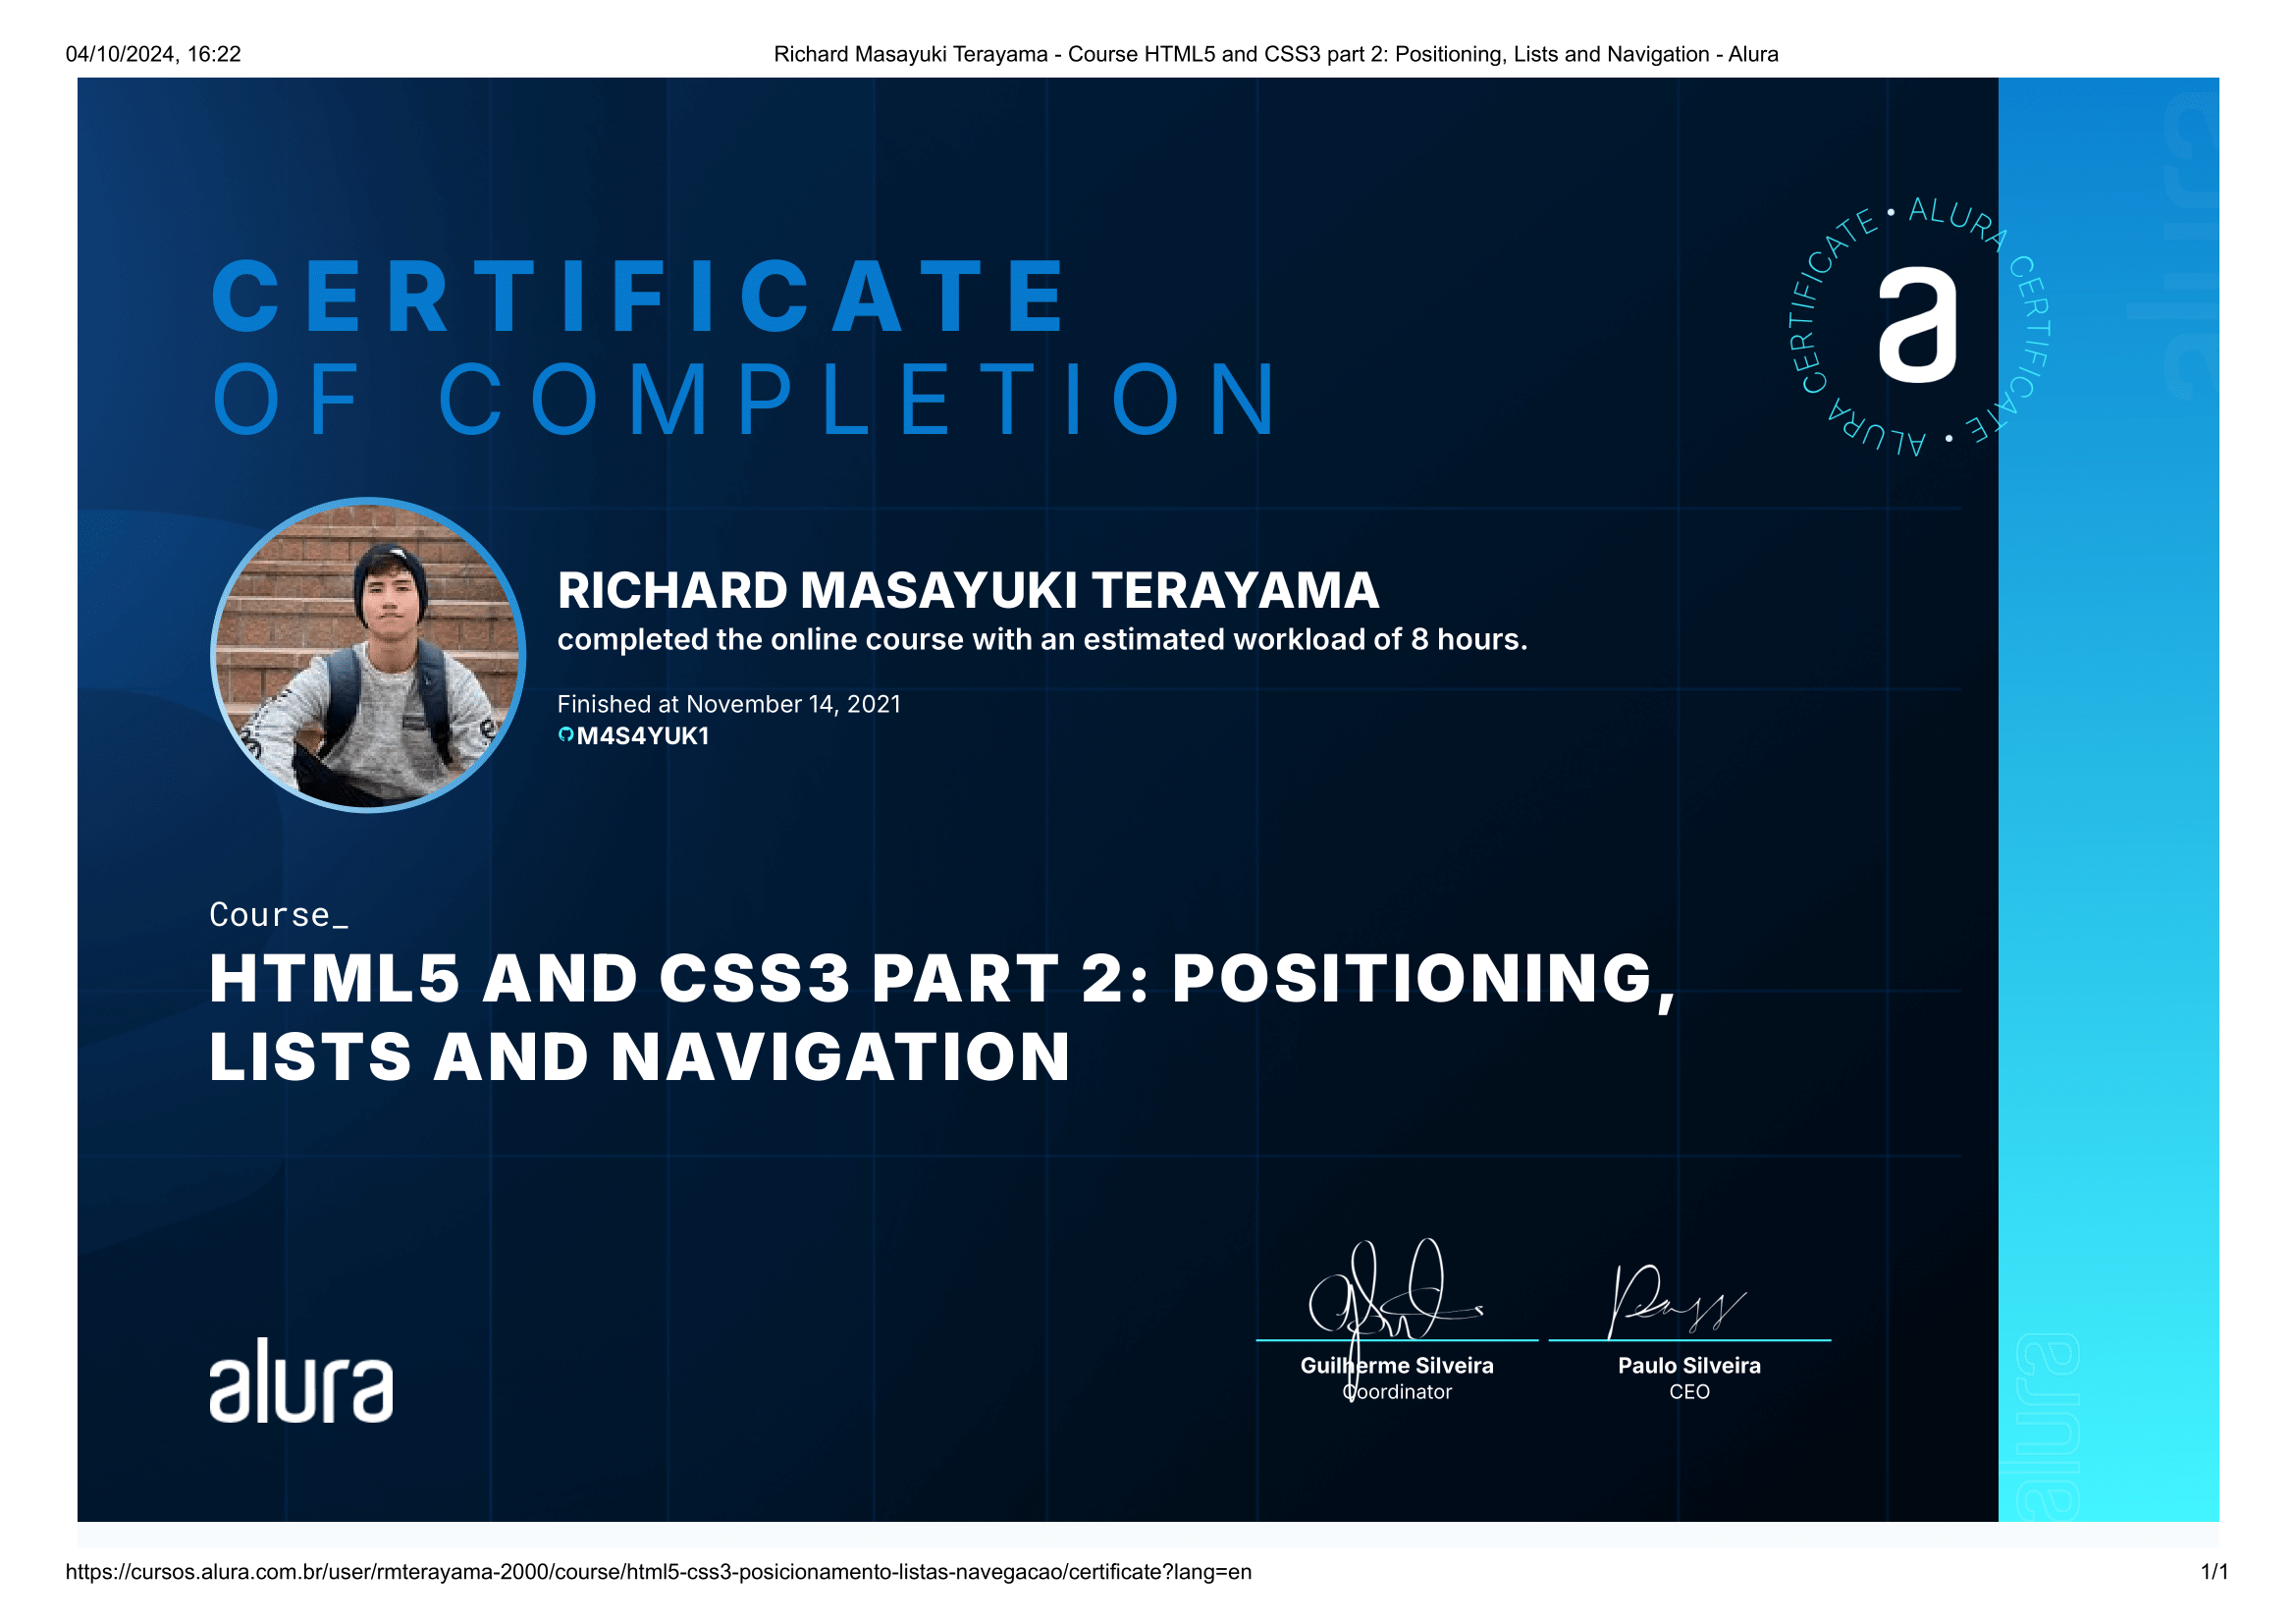 04/10/2024, 16:22
Richard Masayuki Terayama - Course HTML5 and CSS3 part 2: Positioning, Lists and Navigation - Alura
alura
CERTIFICATE
OF COMPLETION
ALURA CERTIFICATE • ALURA CERTIFICATE •
a
RICHARD MASAYUKI TERAYAMA
completed the online course with an estimated workload of 8 hours.
Finished at November 14, 2021
M4S4YUK1
Course_
HTML5 AND CSS3 PART 2: POSITIONING,
LISTS AND NAVIGATION
Guilherme Silveira
Coordinator
Paulo Silveira
CEO
alura
alura
https://cursos.alura.com.br/user/rmterayama-2000/course/html5-css3-posicionamento-listas-navegacao/certificate?lang=en
1/1